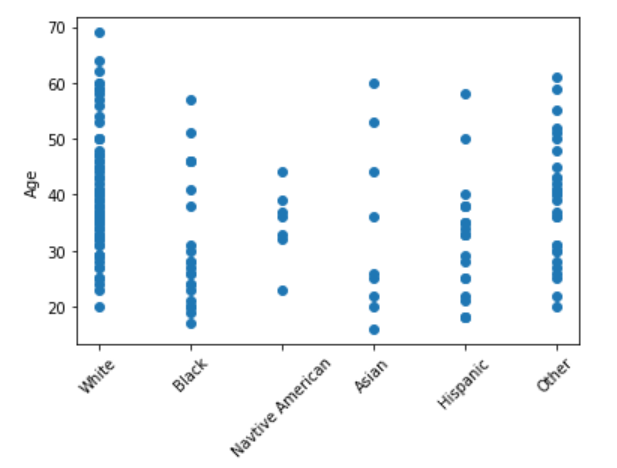 70
60
50
40
30
20
Age
White
Black
Navtive American
Asian
Hispanic
Other